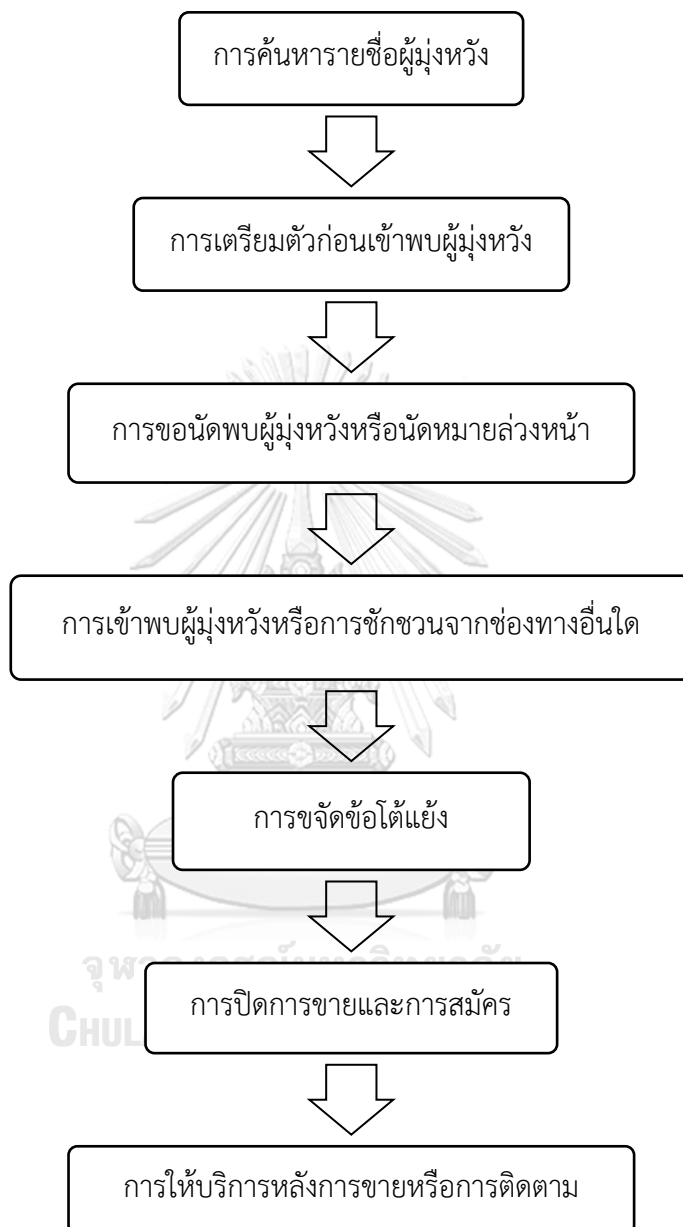 การค้นหารายชื่อผู้มุ่งหวัง
การเตรียมตัวก่อนเข้าพบผู้มุ่งหวัง
การขอนัดพบผู้มุ่งหวังหรือนัดหมายล่วงหน้า
การเข้าพบผู้มุ่งหวังหรือการชักชวนจากช่องทางอื่นใด
การขจัดข้อโต้แย้ง
การปิดการขายและการสมัคร
การให้บริการหลังการขายหรือการติดตาม